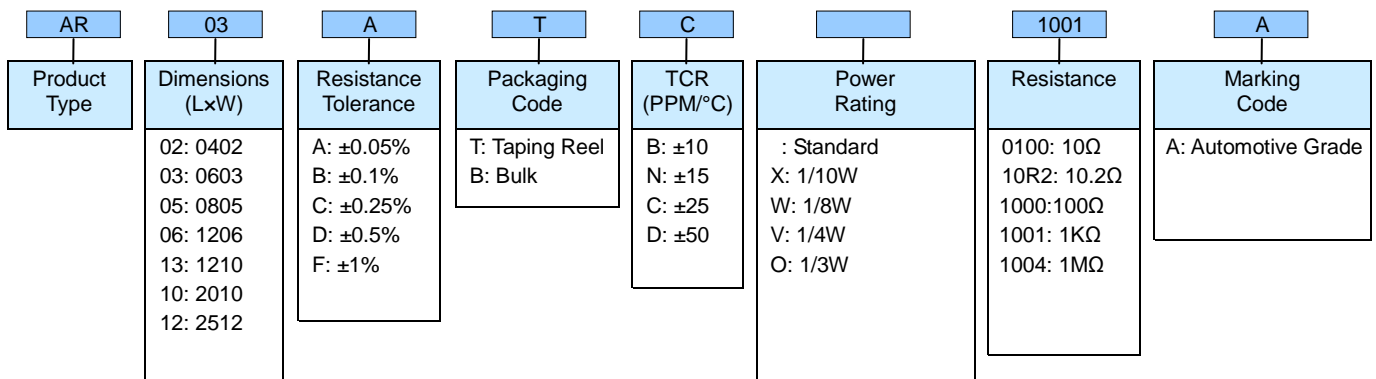 AR 03 A T C 1001 A
Product Type
Dimensions (L×W)
Resistance Tolerance
Packaging Code
TCR (PPM/°C)
Power Rating
Resistance
Marking Code
02: 0402
03: 0603
05: 0805
06: 1206
13: 1210
10: 2010
12: 2512
A: ±0.05%
B: ±0.1%
C: ±0.25%
D: ±0.5%
F: ±1%
T: Taping Reel
B: Bulk
B: ±10
N: ±15
C: ±25
D: ±50
: Standard
X: 1/10W
W: 1/8W
V: 1/4W
O: 1/3W
0100: 10Ω
10R2: 10.2Ω
1000:100Ω
1001: 1KΩ
1004: 1MΩ
A: Automotive Grade